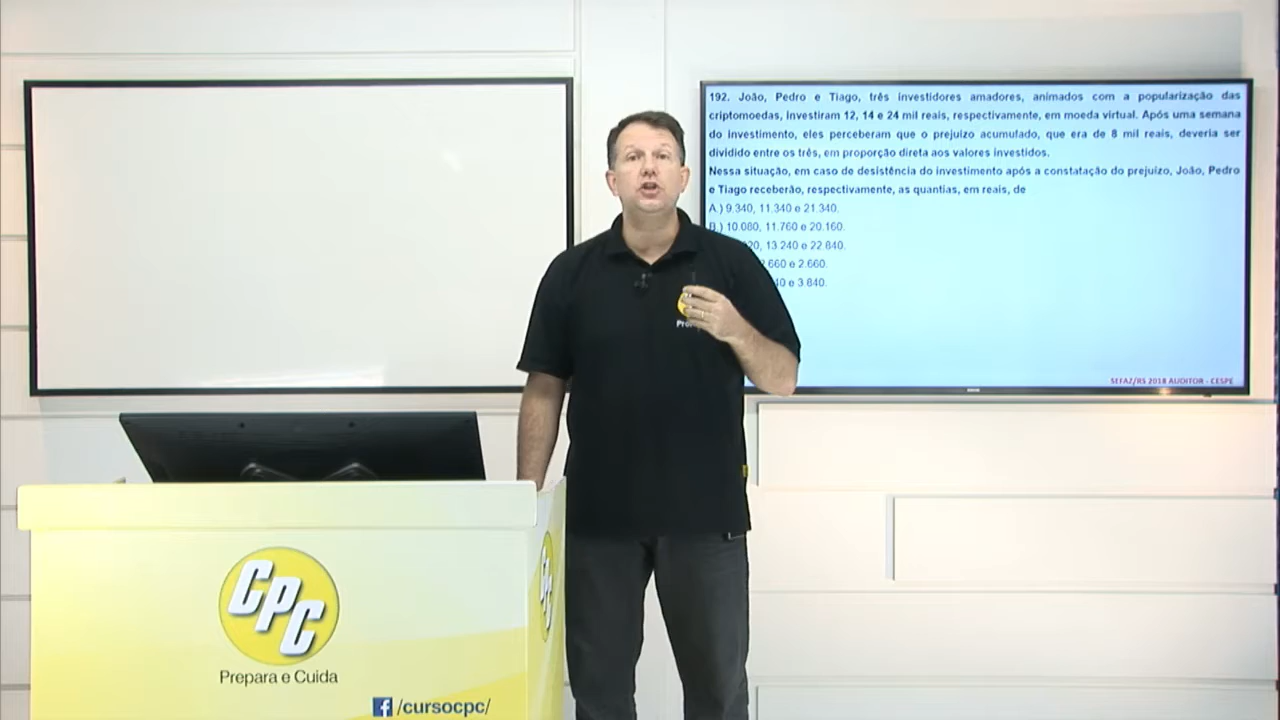 192. João, Pedro e Tiago, três investidores amadores, animados com a popularização das
criptomoedas, investiram 12, 14 e 24 mil reais, respectivamente, em moeda virtual. Após uma semana
do investimento, eles perceberam que o prejuízo acumulado, que era de 8 mil reais, deveria ser
dividido entre os três, em proporção direta aos valores investidos.
Nessa situação, em caso de desistência do investimento após a constatação do prejuízo, João, Pedro
e Tiago receberão, respectivamente, as quantias, em reais, de
A.) 9.340, 11.340 e 21.340.
B.) 10.080, 11.760 e 20.160.
13.240 e 22.840.
e 2.660.
e 3.840.
SEFAZ/RS 2018 AUDITOR - CESPE
CPC
Prepara e Cuida
/cursocpc/
CPC